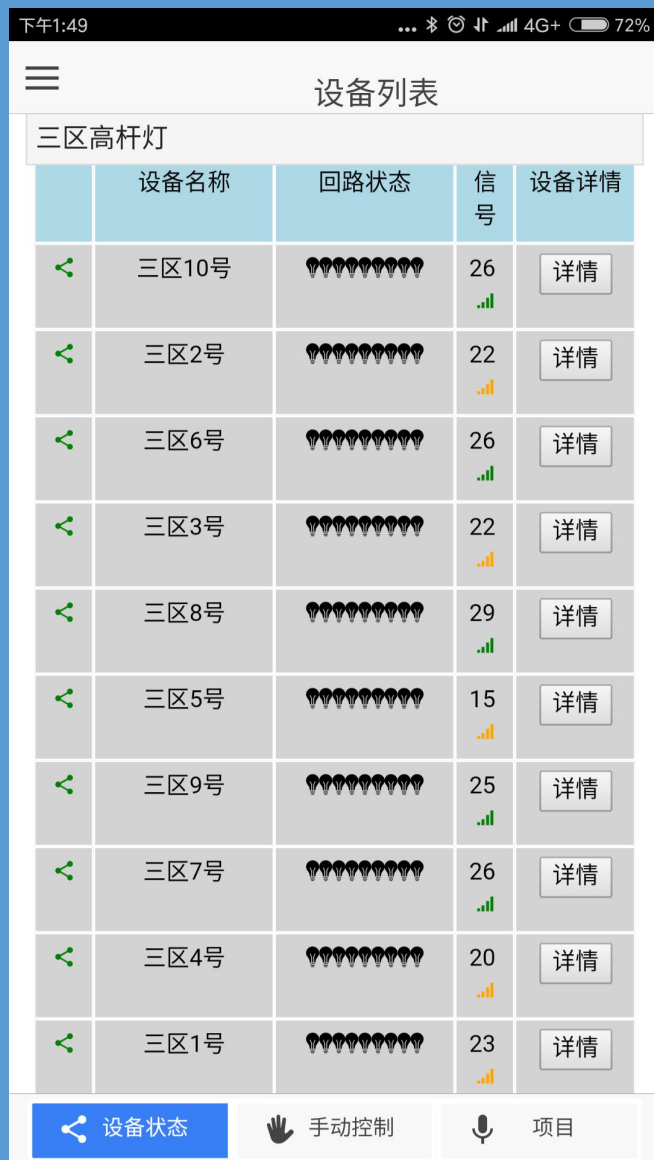 下午1:49 ... 4G+ 72%
设备列表
三区高杆灯
设备名称 回路状态 信号 设备详情
三区10号 26 详情
三区2号 22 详情
三区6号 26 详情
三区3号 22 详情
三区8号 29 详情
三区5号 15 详情
三区9号 25 详情
三区7号 26 详情
三区4号 20 详情
三区1号 23 详情
设备状态 手动控制 项目